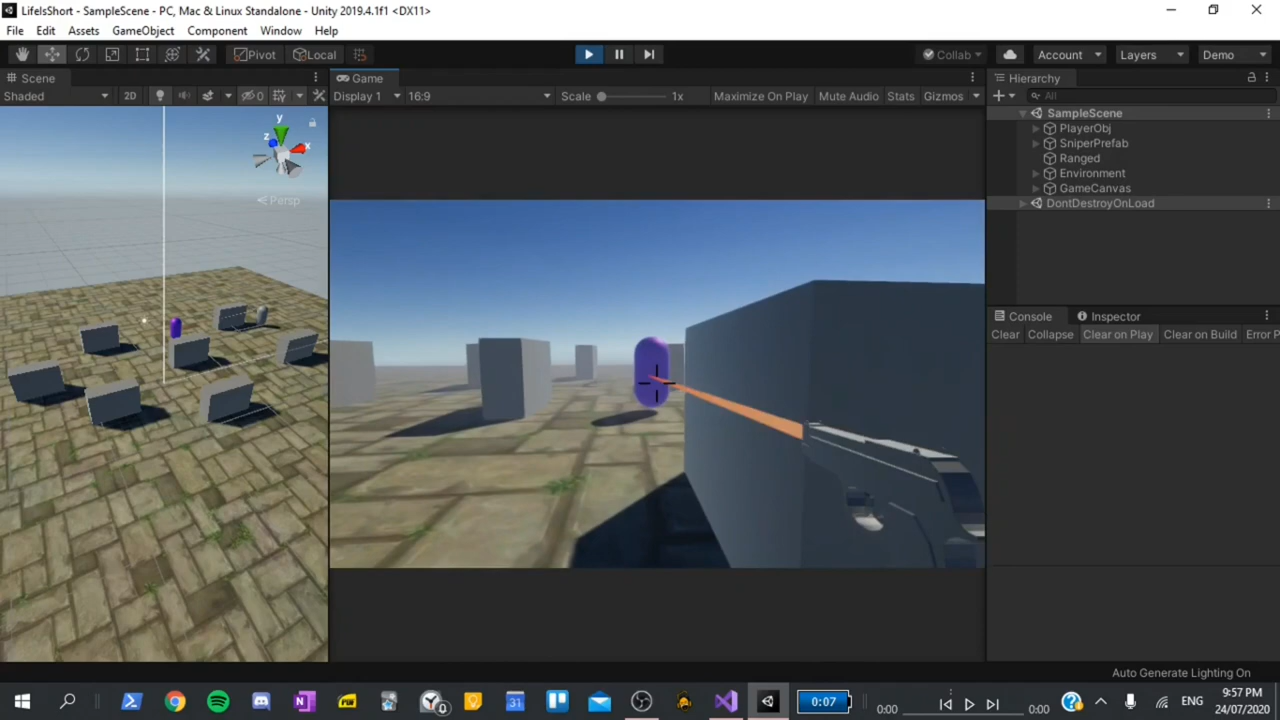 LifeIsShort - SampleScene - PC, Mac & Linux Standalone - Unity 2019.4.1f1 <DX11>
File Edit Assets GameObject Component Window Help
Pivot Local Collab Account Layers Demo
Scene Game Hierarchy
Shaded 2D 0 Display 1 16:9 Scale 1x Maximize On Play Mute Audio Stats Gizmos All
SampleScene
PlayerObj
SniperPrefab
Ranged
Environment
GameCanvas
DontDestroyOnLoad
y
z
x
Persp
Console Inspector
Clear Collapse Clear on Play Clear on Build Error P
Auto Generate Lighting On
0:07 0:00 0:00 ENG
9:57 PM
24/07/2020